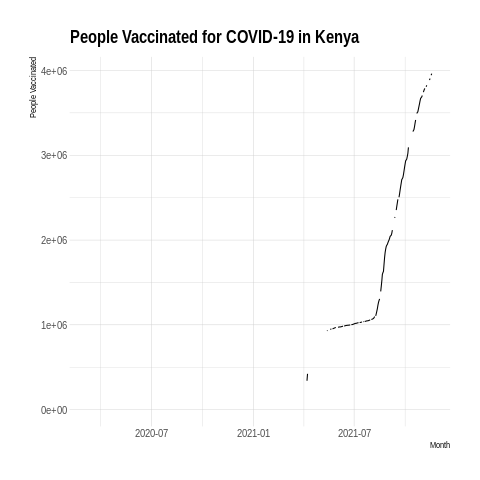 People Vaccinated for COVID-19 in Kenya
People Vaccinated
4e+06
3e+06
2e+06
1e+06
0e+00
2020-07
2021-01
2021-07
Month